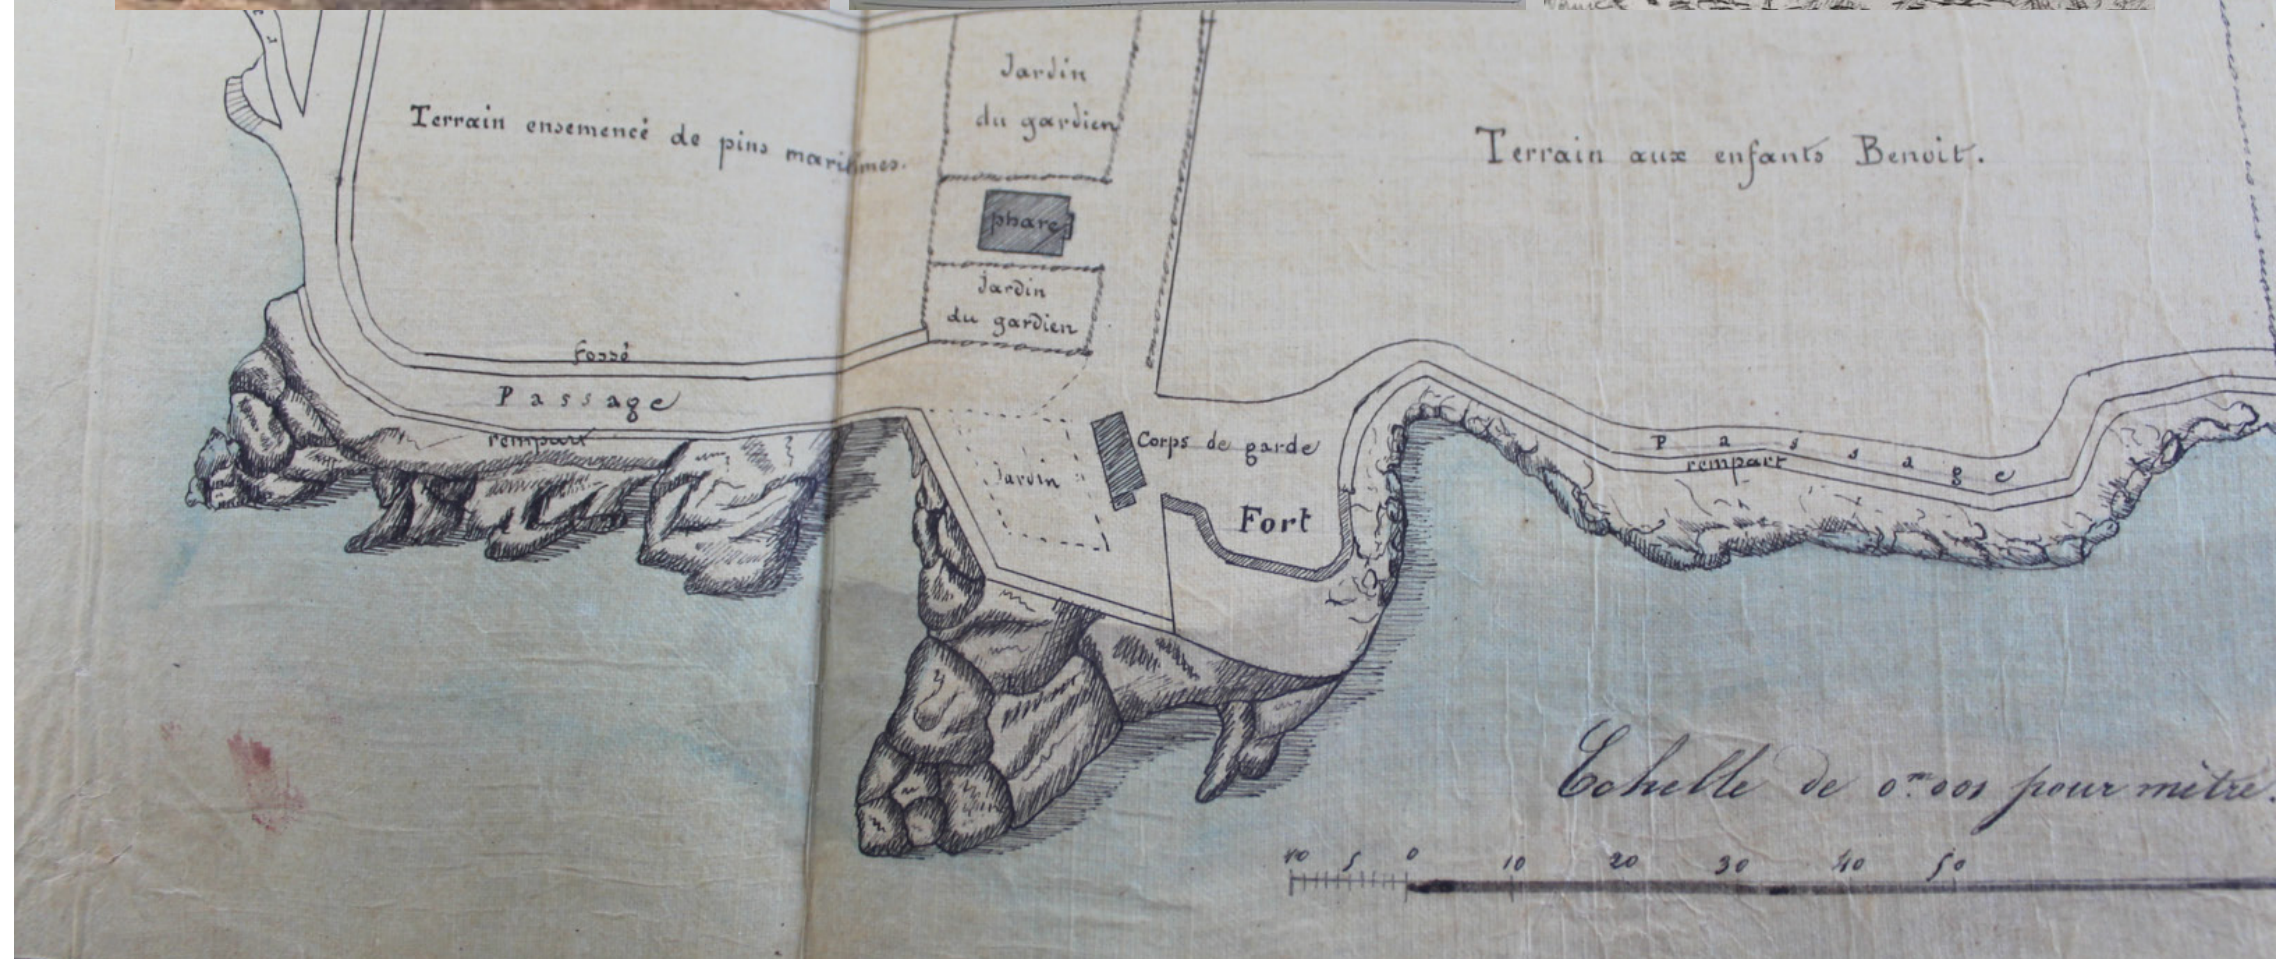 Jardin
du gardien
Terrain ensemencé de pins maritimes.
Terrain aux enfants Benoit.
phare
Jardin
du gardien
fossé
Passage
rempart
Jardin
Corps de garde
Fort
Passage
rempart
Echelle de 0.m 001 pour mètre.
10 5 0 10 20 30 40 50